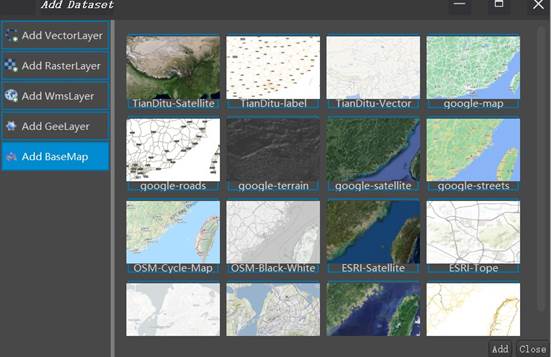 Add Dataset
Add VectorLayer
Add RasterLayer
Add WmsLayer
Add GeeLayer
Add BaseMap
TianDitu-Satellite
TianDitu-label
TianDitu-Vector
google-map
google-roads
google-terrain
google-satellite
google-streets
OSM-Cycle-Map
OSM-Black-White
ESRI-Satellite
ESRI-Tope
Add
Close